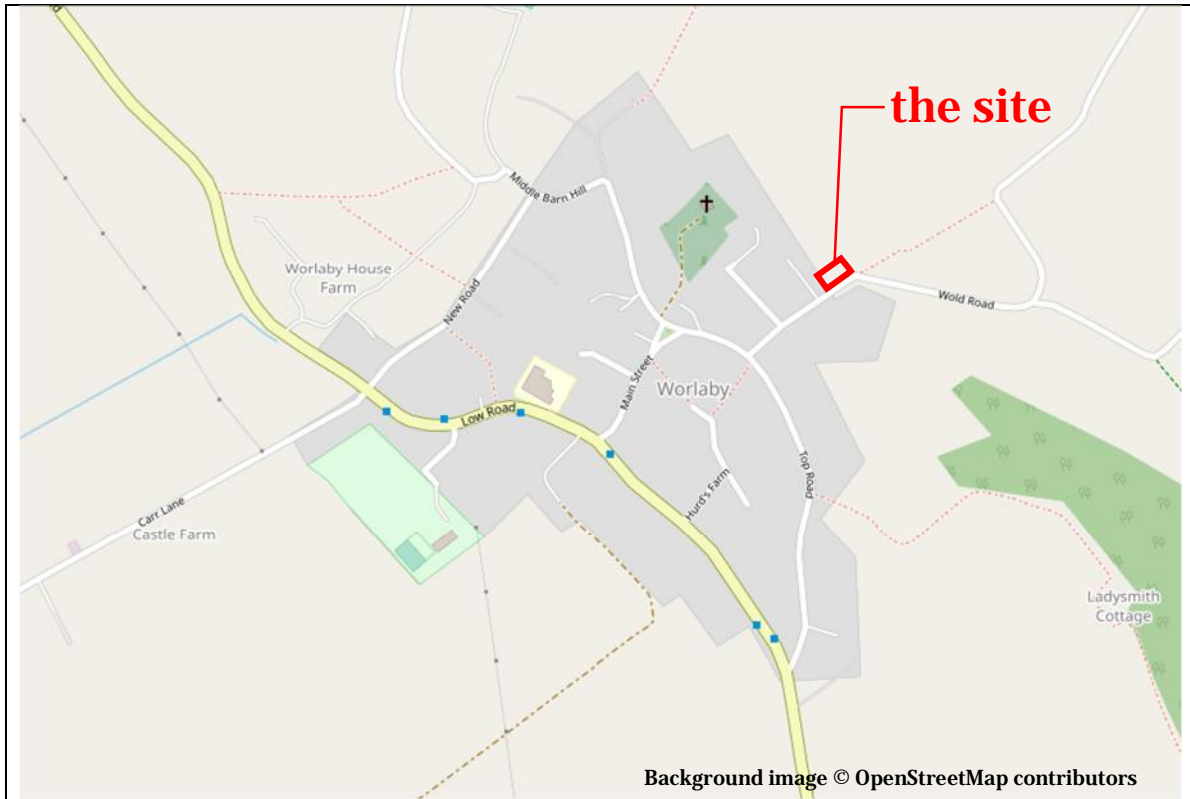 the site
Middle Barn Hill
Worlaby House
Farm
New Road
Wold Road
Main Street
Worlaby
Low Road
Top Road
Hurd's Farm
Carr Lane
Castle Farm
Ladysmith
Cottage
Background image © OpenStreetMap contributors